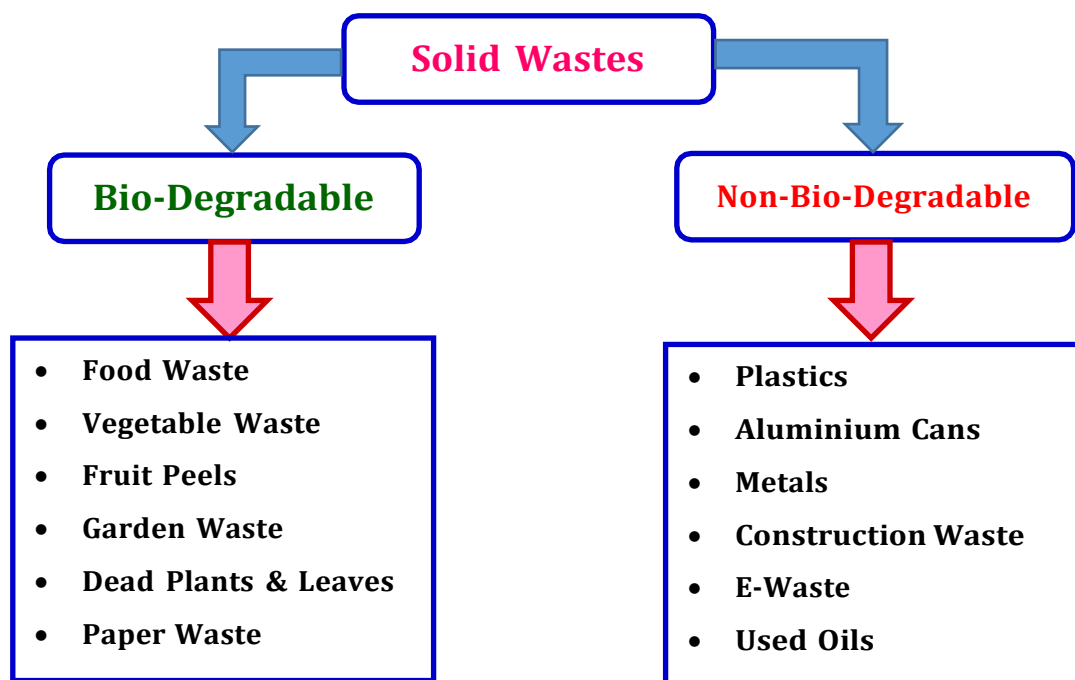 Solid Wastes
Bio-Degradable
Non-Bio-Degradable
• Food Waste
• Vegetable Waste
• Fruit Peels
• Garden Waste
• Dead Plants & Leaves
• Paper Waste
• Plastics
• Aluminium Cans
• Metals
• Construction Waste
• E-Waste
• Used Oils